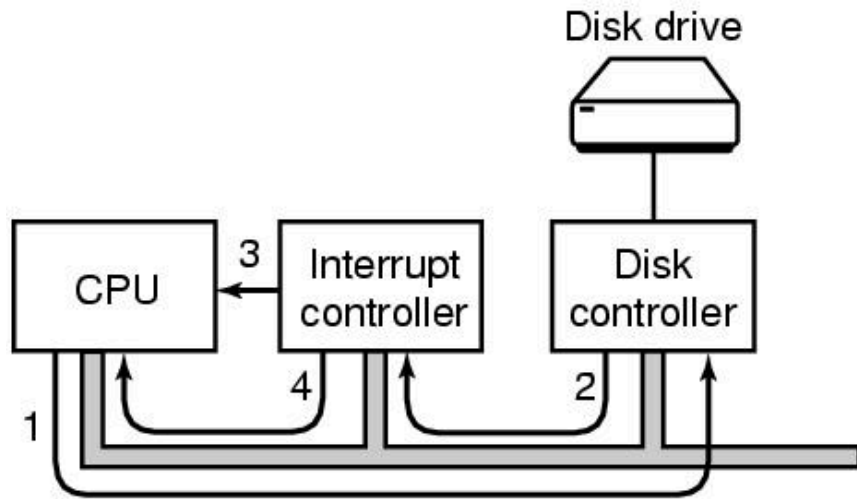 Disk drive
CPU
3
Interrupt
controller
Disk
controller
1
4
2